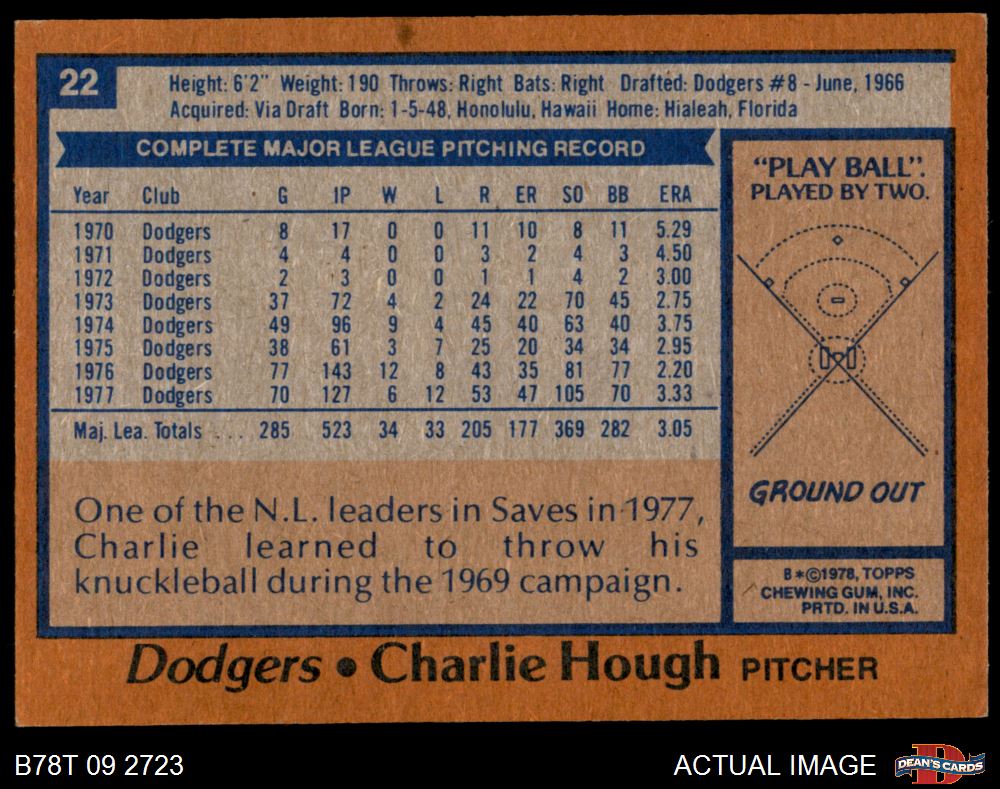 22
Height: 6'2" Weight: 190 Throws: Right Bats: Right Drafted: Dodgers #8 - June, 1966
Acquired: Via Draft Born: 1-5-48, Honolulu, Hawaii Home: Hialeah, Florida
COMPLETE MAJOR LEAGUE PITCHING RECORD
Year Club G IP W L R ER SO BB ERA
1970 Dodgers 8 17 0 0 11 10 8 11 5.29
1971 Dodgers 4 4 0 0 3 2 4 3 4.50
1972 Dodgers 2 3 0 0 1 1 4 2 3.00
1973 Dodgers 37 72 4 2 24 22 70 45 2.75
1974 Dodgers 49 96 9 4 45 40 63 40 3.75
1975 Dodgers 38 61 3 7 25 20 34 34 2.95
1976 Dodgers 77 143 12 8 43 35 81 77 2.20
1977 Dodgers 70 127 6 12 53 47 105 70 3.33
Maj. Lea. Totals ... 285 523 34 33 205 177 369 282 3.05
One of the N.L. leaders in Saves in 1977,
Charlie learned to throw his
knuckleball during the 1969 campaign.
"PLAY BALL".
PLAYED BY TWO.
GROUND OUT
B*©1978, TOPPS
CHEWING GUM, INC.
PRTD. IN U.S.A.
Dodgers • Charlie Hough PITCHER
B78T 09 2723
ACTUAL IMAGE
D
DEAN'S CARDS